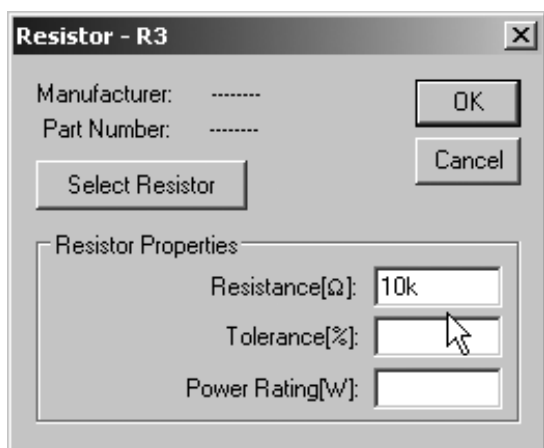 Resistor - R3
Manufacturer: --------
Part Number: --------
OK
Cancel
Select Resistor
Resistor Properties
Resistance[Ω]: 10k
Tolerance[%]:
Power Rating[W]: